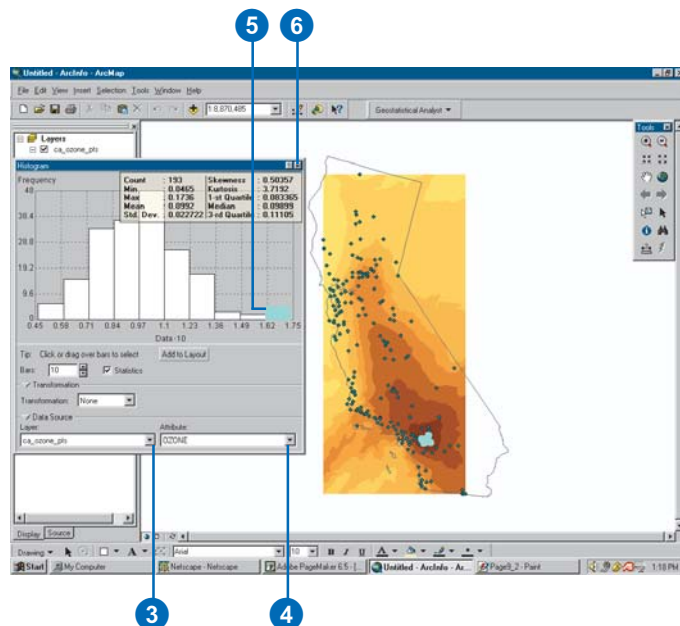 5 6
Untitled - ArcInfo - ArcMap
File Edit View Insert Selection Tools Window Help
1:8,870,485
Geostatistical Analyst
Layers
ca_ozone_pts
Tools
Histogram
Frequency
48
38.4
28.8
19.2
9.6
0
Count : 193 Skewness : 0.50357
Min : 0.0465 Kurtosis : 3.7192
Max : 0.1736 1-st Quartile : 0.083365
Mean : 0.0992 Median : 0.09899
Std. Dev. : 0.022722 3-rd Quartile : 0.11105
0.45 0.58 0.71 0.84 0.97 1.1 1.23 1.36 1.49 1.62 1.75
Data·10
Tip: Click or drag over bars to select Add to Layout
Bars: 10 Statistics
Transformation
Transformation: None
Data Source
Layer: Attribute:
ca_ozone_pts OZONE
Display Source
Drawing Arial 10 B I U A
Start My Computer Netscape - Netscape Adobe PageMaker 6.5 - [... Untitled - ArcInfo - Ar... Page9_2 - Paint 1:18 PM
3 4